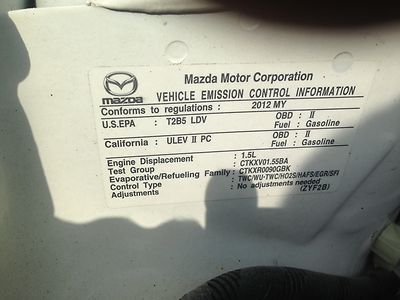 Mazda Motor Corporation
mazda VEHICLE EMISSION CONTROL INFORMATION
Conforms to regulations : 2012 MY
U.S.EPA : T2B5 LDV OBD : II
Fuel : Gasoline
California : ULEV II PC OBD : II
Fuel : Gasoline
Engine Displacement : 1.5L
Test Group : CTKXV01.55BA
Evaporative/Refueling Family : CTKXR0090GBK
Control Type : TWC/WU-TWC/HO2S/HAFS/EGR/SFI
Adjustments : No adjustments needed
(ZYF2B)